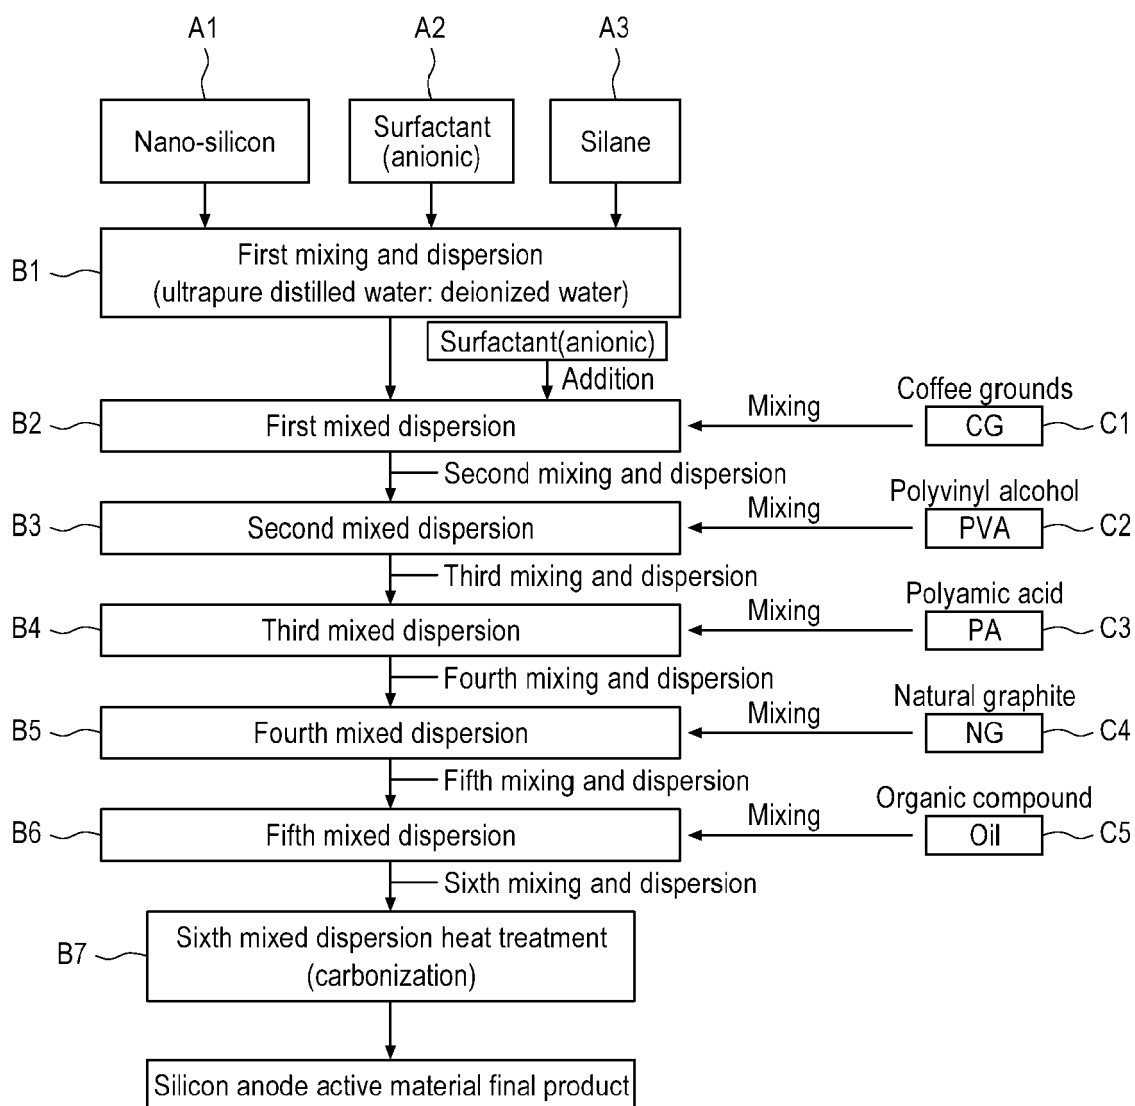 A1
A2
A3
Nano-silicon
Surfactant
(anionic)
Silane
B1
First mixing and dispersion
(ultrapure distilled water: deionized water)
Surfactant(anionic)
Addition
Coffee grounds
B2
First mixed dispersion
Mixing
CG
C1
Second mixing and dispersion
Polyvinyl alcohol
B3
Second mixed dispersion
Mixing
PVA
C2
Third mixing and dispersion
Polyamic acid
B4
Third mixed dispersion
Mixing
PA
C3
Fourth mixing and dispersion
Natural graphite
B5
Fourth mixed dispersion
Mixing
NG
C4
Fifth mixing and dispersion
Organic compound
B6
Fifth mixed dispersion
Mixing
Oil
C5
Sixth mixing and dispersion
B7
Sixth mixed dispersion heat treatment
(carbonization)
Silicon anode active material final product